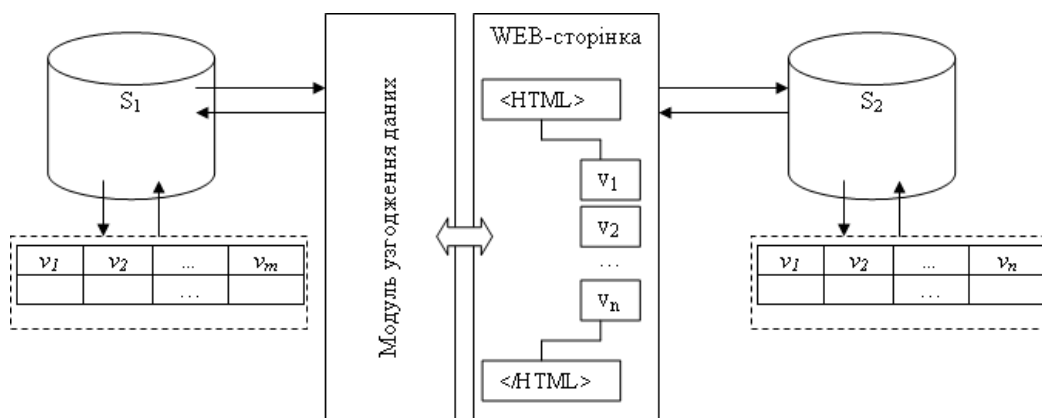 S1
v1 v2 ... vm
...
Модуль узгодження даних
WEB-сторінка
<HTML>
v1
v2
...
vn
</HTML>
S2
v1 v2 ... vn
...